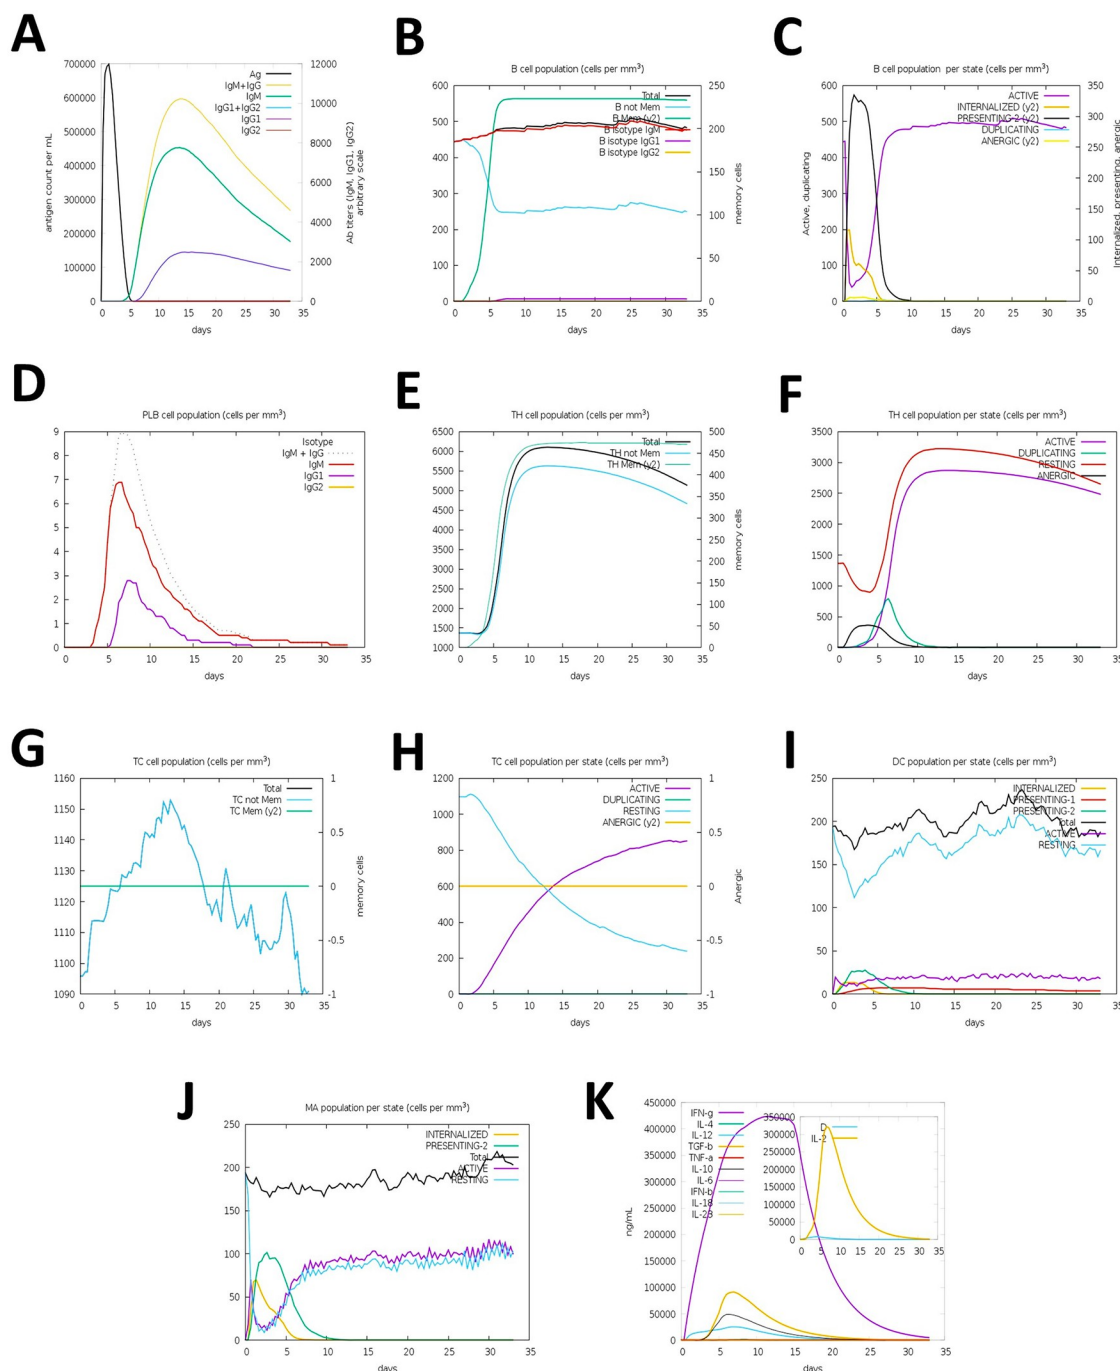 A
B
C
B cell population (cells per mm³)
B cell population per state (cells per mm³)
Ag
IgM+IgG
IgM
IgG1+IgG2
IgG1
IgG2
700000
600000
500000
400000
300000
200000
100000
0
12000
10000
8000
6000
4000
2000
0
antigen count per mL
Ab titers (IgM, IgG1, IgG2)
arbitrary scale
0 5 10 15 20 25 30 35
days
Total
B not Mem
B Mem (y2)
B isotype IgM
B isotype IgG1
B isotype IgG2
600
500
400
300
200
100
0
250
200
150
100
50
0
memory cells
0 5 10 15 20 25 30 35
days
ACTIVE
INTERNALIZED (y2)
PRESENTING-2 (y2)
DUPLICATING
ANERGIC (y2)
600
500
400
300
200
100
0
350
300
250
200
150
100
50
0
Active, duplicating
Internalized, presenting, anergic
0 5 10 15 20 25 30 35
days
D
E
F
PLB cell population (cells per mm³)
TH cell population (cells per mm³)
TH cell population per state (cells per mm³)
Isotype
IgM + IgG
IgM
IgG1
IgG2
9
8
7
6
5
4
3
2
1
0
0 5 10 15 20 25 30 35
days
Total
TH not Mem
TH Mem (y2)
6500
6000
5500
5000
4500
4000
3500
3000
2500
2000
1500
1000
500
450
400
350
300
250
200
150
100
50
0
memory cells
0 5 10 15 20 25 30 35
days
ACTIVE
DUPLICATING
RESTING
ANERGIC
3500
3000
2500
2000
1500
1000
500
0
0 5 10 15 20 25 30 35
days
G
H
I
TC cell population (cells per mm³)
TC cell population per state (cells per mm³)
DC population per state (cells per mm³)
Total
TC not Mem
TC Mem (y2)
1160
1150
1140
1130
1120
1110
1100
1090
1
0.5
0
-0.5
-1
memory cells
0 5 10 15 20 25 30 35
days
ACTIVE
DUPLICATING
RESTING
ANERGIC (y2)
1200
1000
800
600
400
200
0
1
0.5
0
-0.5
-1
Anergic
0 5 10 15 20 25 30 35
days
INTERNALIZED
PRESENTING-1
PRESENTING-2
Total
ACTIVE
RESTING
250
200
150
100
50
0
0 5 10 15 20 25 30 35
days
J
K
MA population per state (cells per mm³)
INTERNALIZED
PRESENTING-2
Total
ACTIVE
RESTING
250
200
150
100
50
0
0 5 10 15 20 25 30 35
days
IFN-g
IL-4
IL-12
TGF-b
TNF-a
IL-10
IL-6
IFN-b
IL-18
IL-23
450000
400000
350000
300000
250000
200000
150000
100000
50000
0
ng/mL
0 5 10 15 20 25 30 35
days
D
IL-2
350000
300000
250000
200000
150000
100000
50000
0
0 5 10 15 20 25 30 35